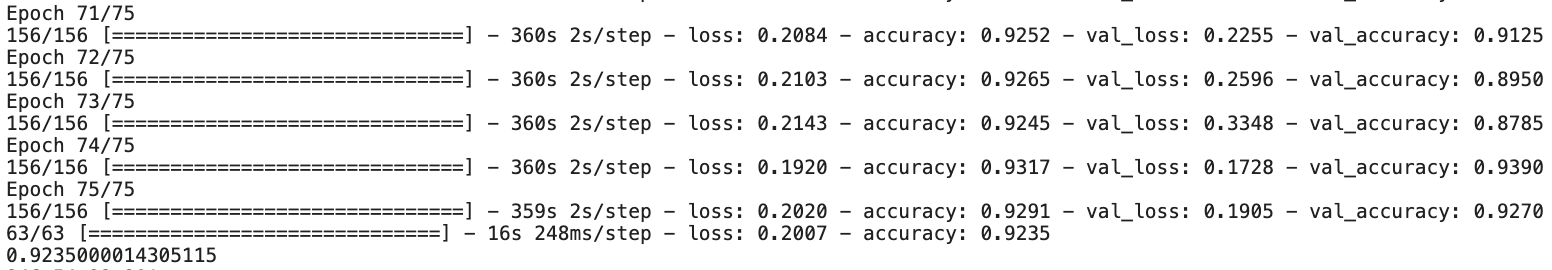 Epoch 71/75
156/156 [==============================] - 360s 2s/step - loss: 0.2084 - accuracy: 0.9252 - val_loss: 0.2255 - val_accuracy: 0.9125
Epoch 72/75
156/156 [==============================] - 360s 2s/step - loss: 0.2103 - accuracy: 0.9265 - val_loss: 0.2596 - val_accuracy: 0.8950
Epoch 73/75
156/156 [==============================] - 360s 2s/step - loss: 0.2143 - accuracy: 0.9245 - val_loss: 0.3348 - val_accuracy: 0.8785
Epoch 74/75
156/156 [==============================] - 360s 2s/step - loss: 0.1920 - accuracy: 0.9317 - val_loss: 0.1728 - val_accuracy: 0.9390
Epoch 75/75
156/156 [==============================] - 359s 2s/step - loss: 0.2020 - accuracy: 0.9291 - val_loss: 0.1905 - val_accuracy: 0.9270
63/63 [==============================] - 16s 248ms/step - loss: 0.2007 - accuracy: 0.9235
0.9235000014305115